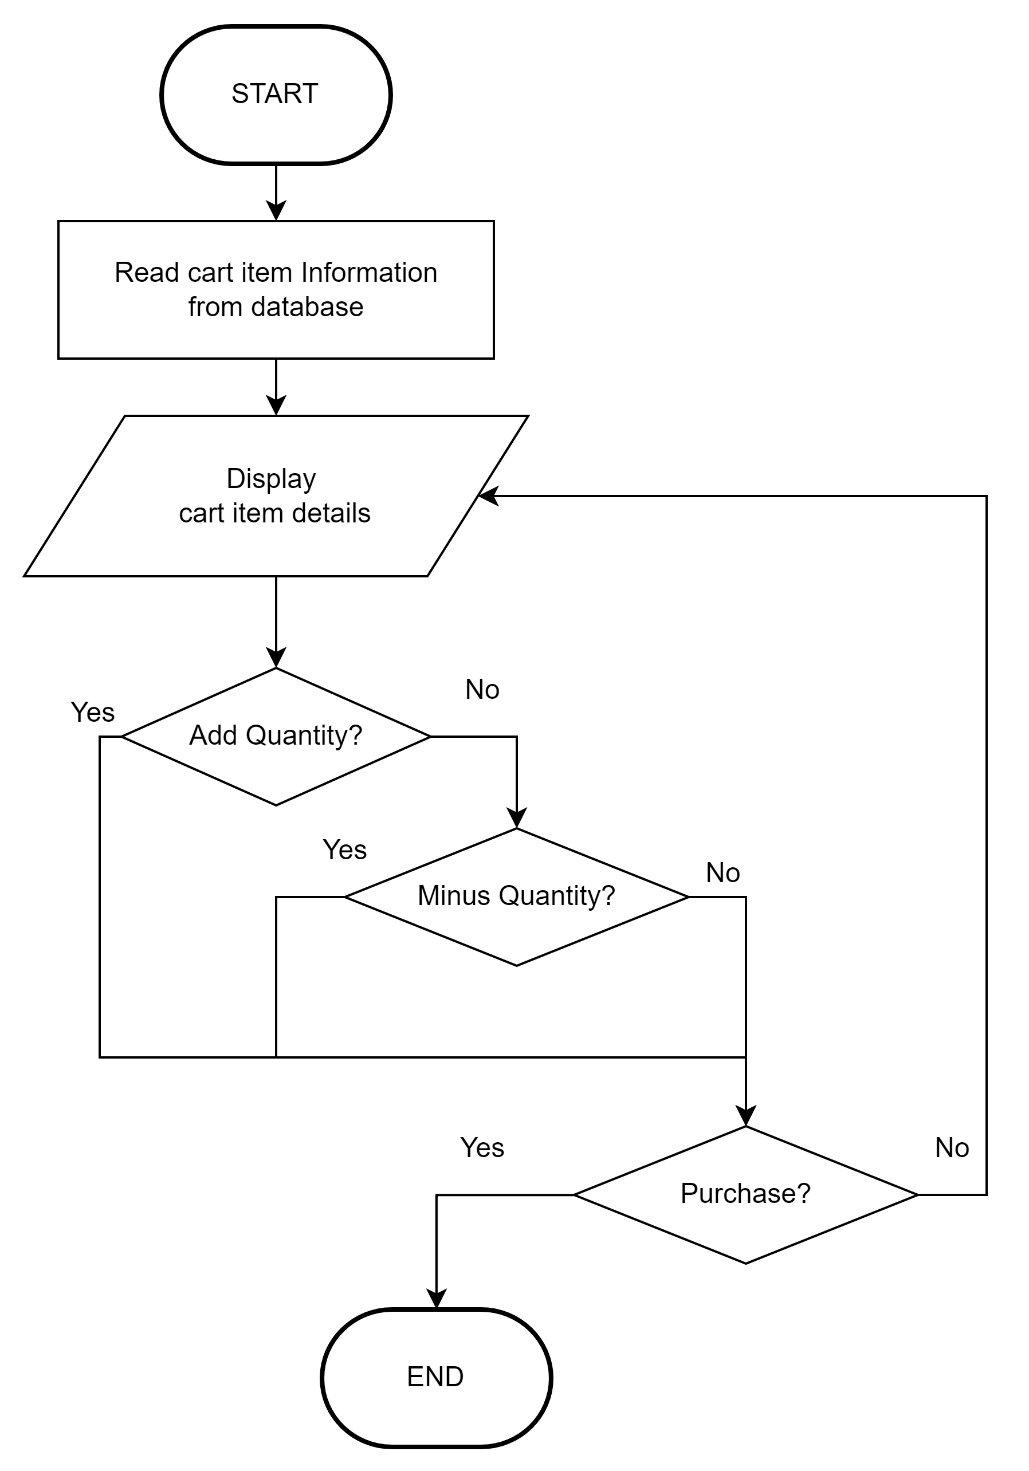 START
Read cart item Information
from database
Display
cart item details
Yes
Add Quantity?
No
Yes
Minus Quantity?
No
Yes
Purchase?
No
END